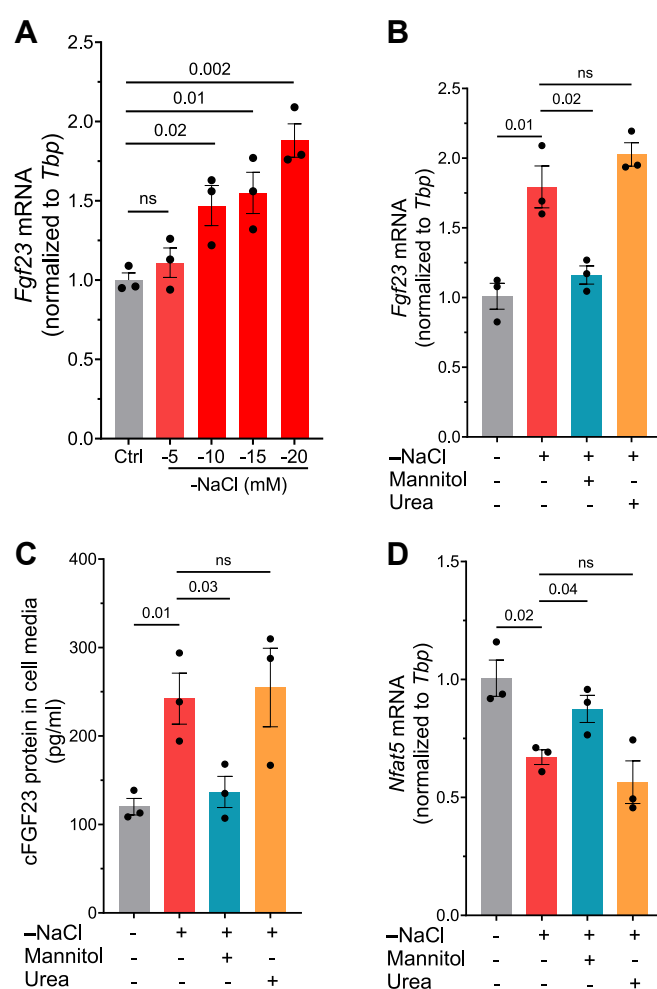 A
Fgf23 mRNA
(normalized to Tbp)
2.5
2.0
1.5
1.0
0.5
0.0
0.002
0.01
0.02
ns
Ctrl -5 -10 -15 -20
-NaCl (mM)
B
Fgf23 mRNA
(normalized to Tbp)
2.5
2.0
1.5
1.0
0.5
0.0
ns
0.02
0.01
–NaCl - + + +
Mannitol - - + -
Urea - - - +
C
cFGF23 protein in cell media
(pg/ml)
400
300
200
100
0
ns
0.03
0.01
–NaCl - + + +
Mannitol - - + -
Urea - - - +
D
Nfat5 mRNA
(normalized to Tbp)
1.5
1.0
0.5
0.0
ns
0.04
0.02
–NaCl - + + +
Mannitol - - + -
Urea - - - +